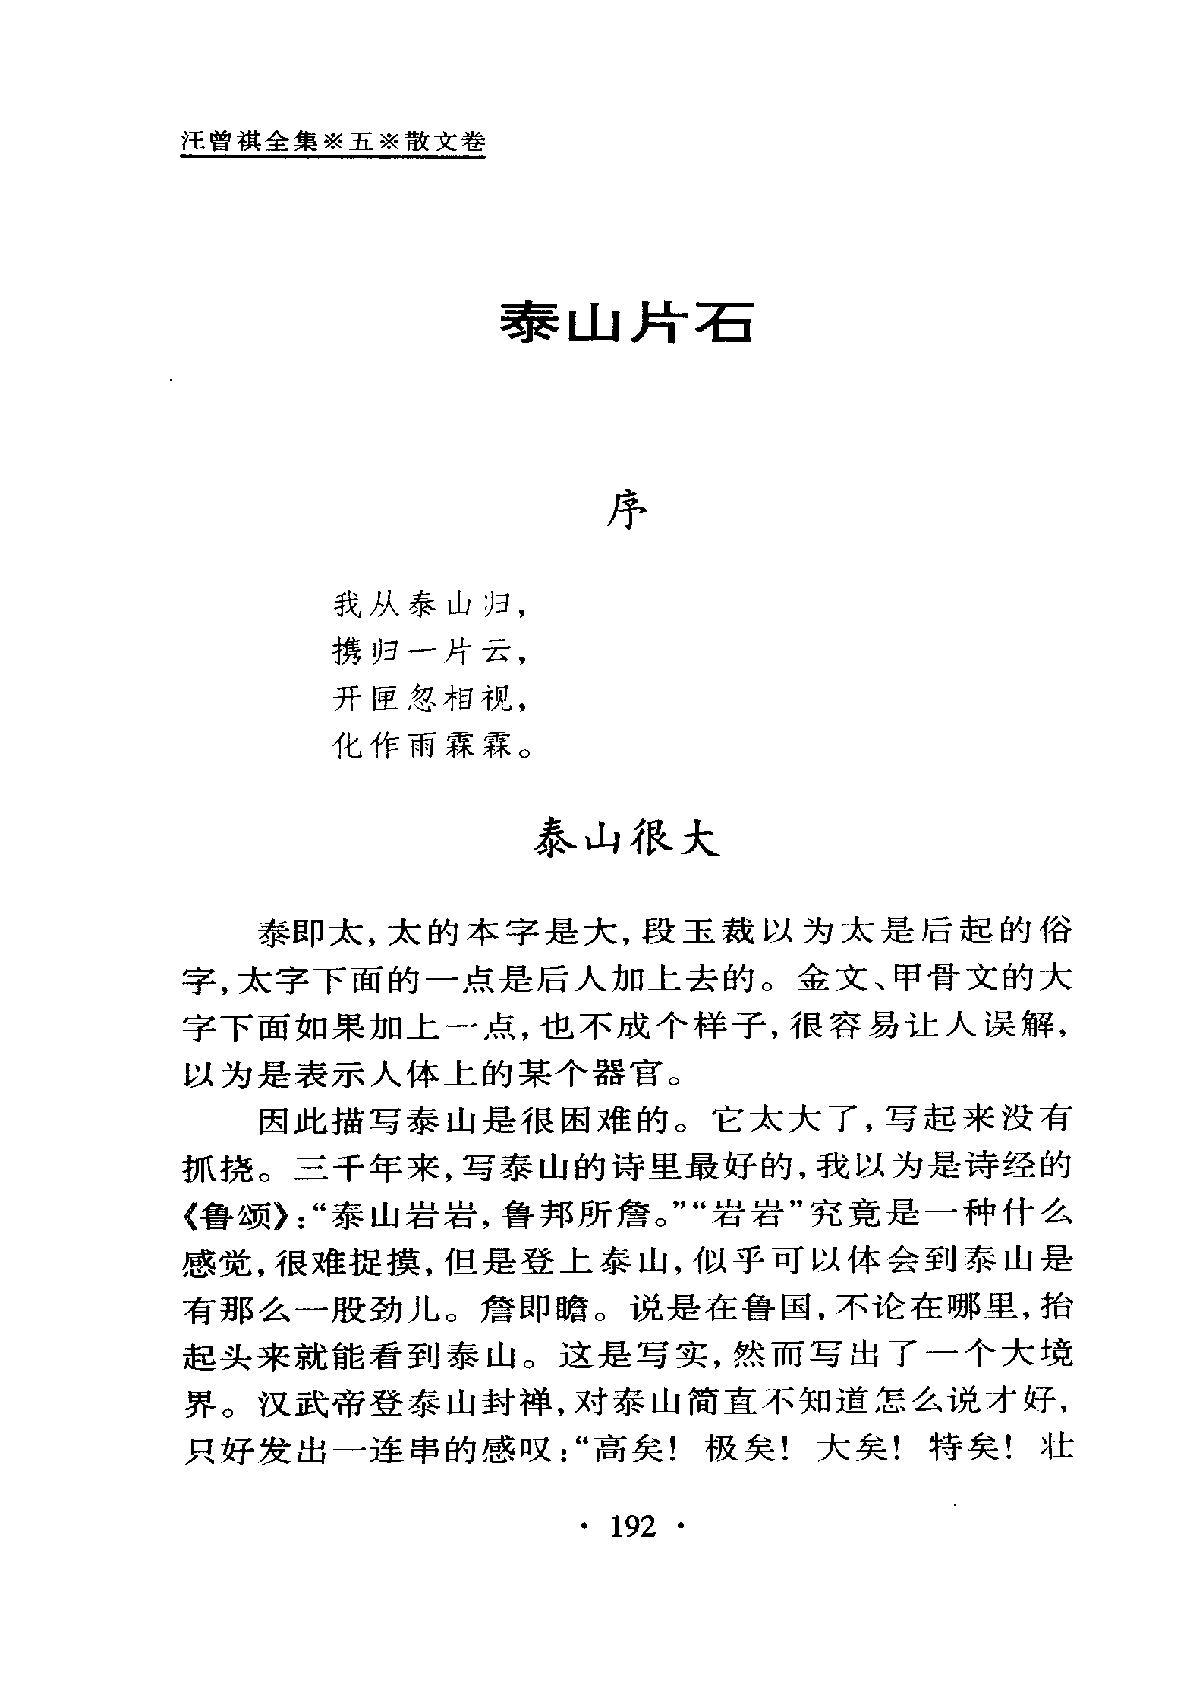 汪曾祺全集※五※散文卷
泰山片石
序
我从泰山归，
携归一片云，
开匣忽相视，
化作雨霖霖。
泰山很大
泰即太，太的本字是大，段玉裁以为太是后起的俗
字，太字下面的一点是后人加上去的。金文、甲骨文的大
字下面如果加上一点，也不成个样子，很容易让人误解，
以为是表示人体上的某个器官。
因此描写泰山是很困难的。它太大了，写起来没有
抓挠。三千年来，写泰山的诗里最好的，我以为是诗经的
《鲁颂》：“泰山岩岩，鲁邦所詹。”“岩岩”究竟是一种什么
感觉，很难捉摸，但是登上泰山，似乎可以体会到泰山是
有那么一股劲儿。詹即瞻。说是在鲁国，不论在哪里，抬
起头来就能看到泰山。这是写实，然而写出了一个大境
界。汉武帝登泰山封禅，对泰山简直不知道怎么说才好，
只好发出一连串的感叹：“高矣！极矣！大矣！特矣！壮
· 192 ·